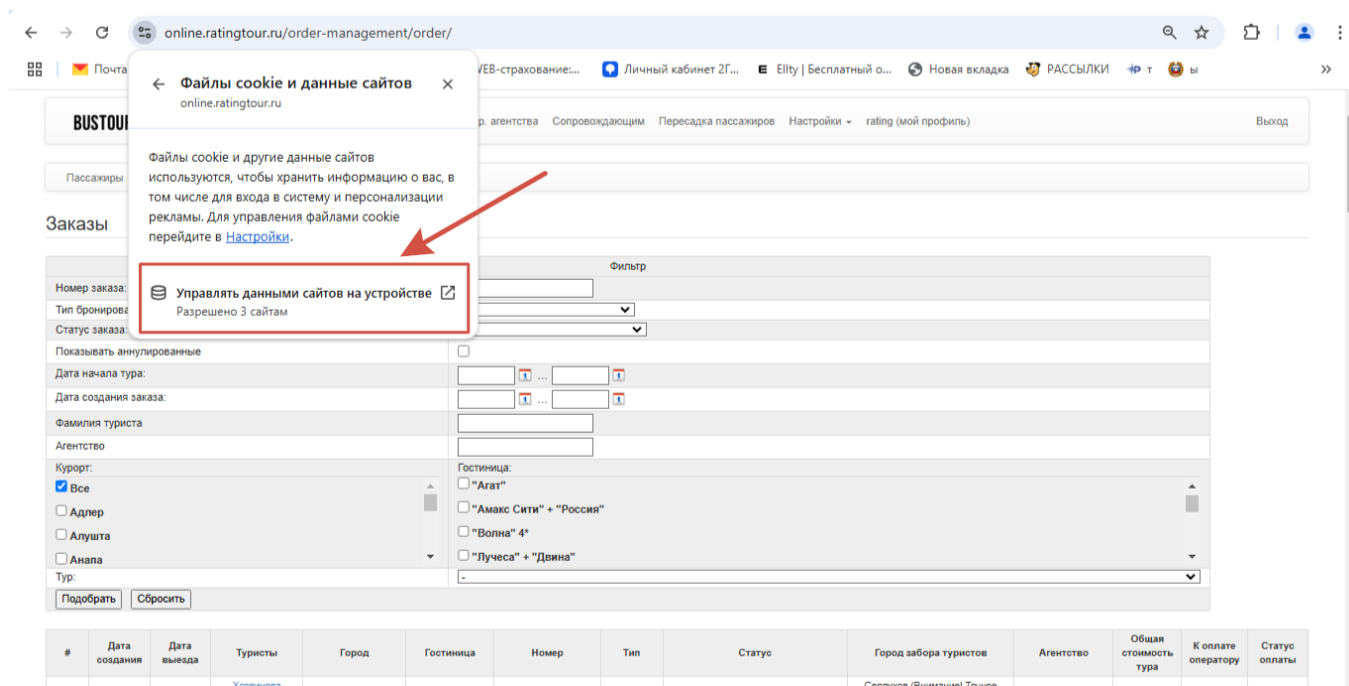 online.ratingtour.ru/order-management/order/
Почта
WEB-страхование:...
Личный кабинет 2Г...
Ellty | Бесплатный о...
Новая вкладка
РАССЫЛКИ
т
ы
»
Файлы cookie и данные сайтов
online.ratingtour.ru
BUSTOUR
р. агентства Сопровождающим Пересадка пассажиров Настройки rating (мой профиль) Выход
Файлы cookie и другие данные сайтов
используются, чтобы хранить информацию о вас, в
том числе для входа в систему и персонализации
рекламы. Для управления файлами cookie
перейдите в Настройки.
Управлять данными сайтов на устройстве
Разрешено 3 сайтам
Пассажиры
Заказы
Фильтр
Номер заказа:
Тип бронирова
Статус заказа:
Показывать аннулированные
Дата начала тура:
1 ... 1
Дата создания заказа:
1 ... 1
Фамилия туриста
Агентство
Курорт: Гостиница:
Все "Агат"
Адлер "Амакс Сити" + "Россия"
Алушта "Волна" 4*
Анапа "Лучеса" + "Двина"
Тур: -
Подобрать Сбросить
# Дата создания Дата выезда Туристы Город Гостиница Номер Тип Статус Город забора туристов Агентство Общая стоимость тура К оплате оператору Статус оплаты